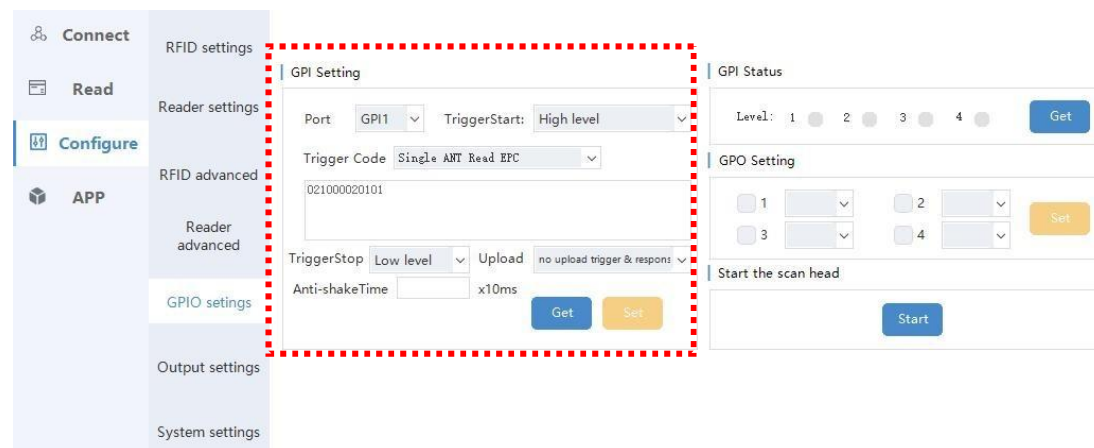 Connect
Read
Configure
APP
RFID settings
Reader settings
RFID advanced
Reader
advanced
GPIO setings
Output settings
System settings
GPI Setting
Port GPI1 TriggerStart: High level
Trigger Code Single ANT Read EPC
021000020101
TriggerStop Low level Upload no upload trigger & respons
Anti-shakeTime x10ms
Get Set
GPI Status
Level: 1 2 3 4 Get
GPO Setting
1 2
3 4
Set
Start the scan head
Start